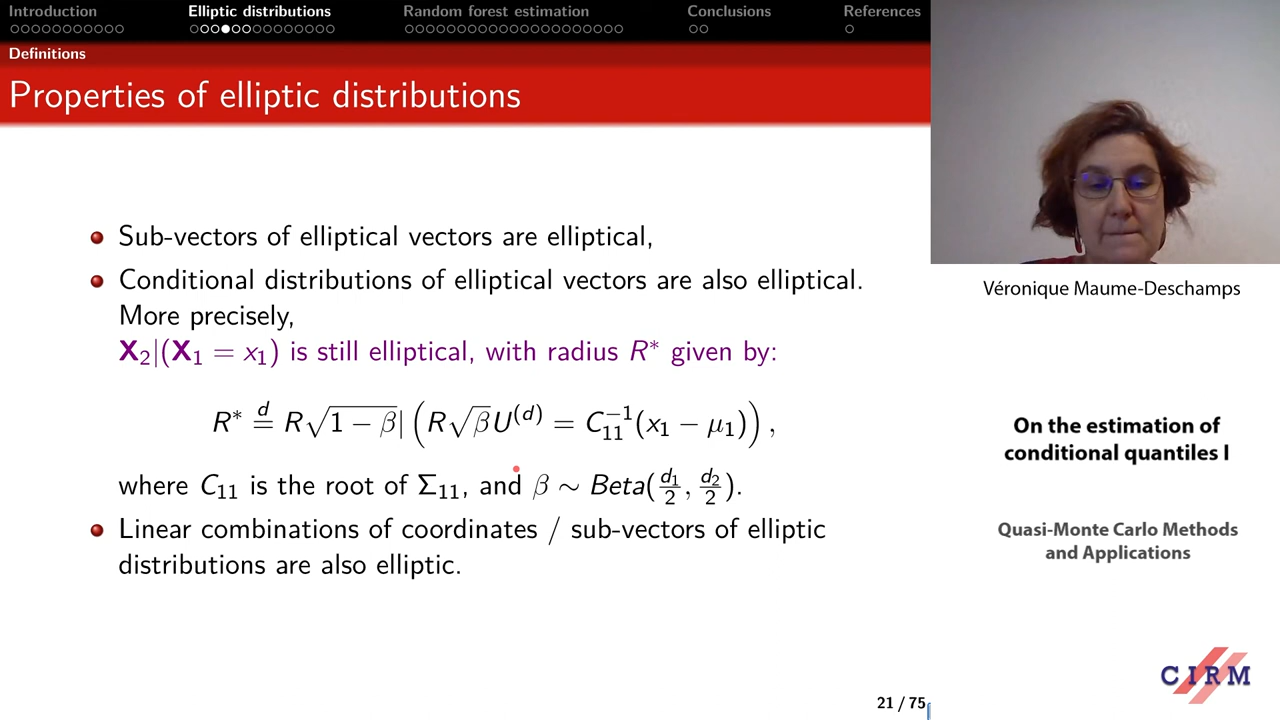 Introduction
Elliptic distributions
Random forest estimation
Conclusions
References
Definitions
Properties of elliptic distributions
Sub-vectors of elliptical vectors are elliptical,
Conditional distributions of elliptical vectors are also elliptical.
More precisely,
X₂|(X₁ = x₁) is still elliptical, with radius R* given by:
R* \stackrel{d}{=} R√(1 − β)| (R√β U^{(d)} = C_{11}^{-1}(x₁ − μ₁)),
where C₁₁ is the root of Σ₁₁, and β ∼ Beta(d₁/2, d₂/2).
Linear combinations of coordinates / sub-vectors of elliptic
distributions are also elliptic.
21 / 75
Véronique Maume-Deschamps
On the estimation of
conditional quantiles I
Quasi-Monte Carlo Methods
and Applications
CIRM